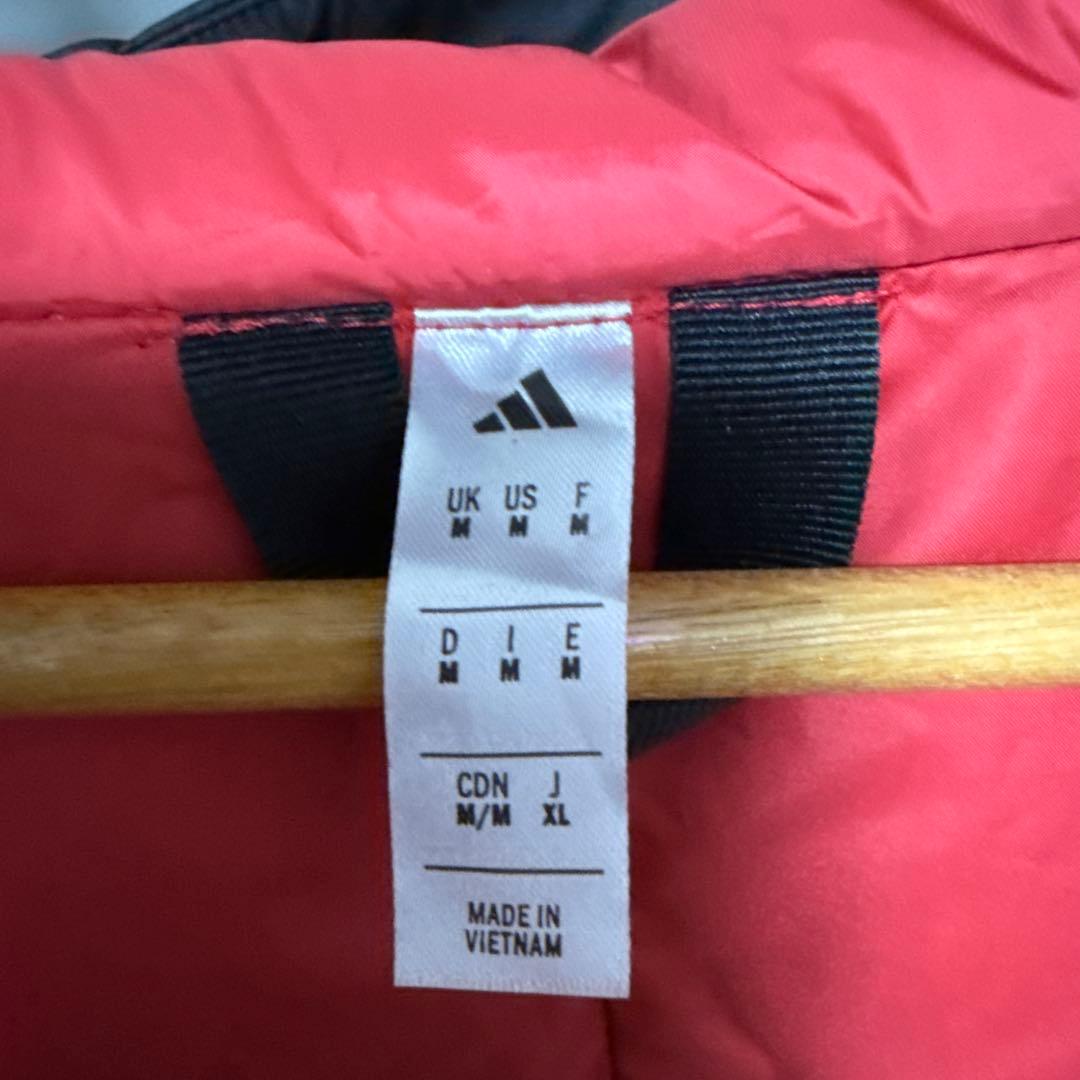 UK US F
M M M
D I E
M M M
CDN J
M/M XL
MADE IN
VIETNAM